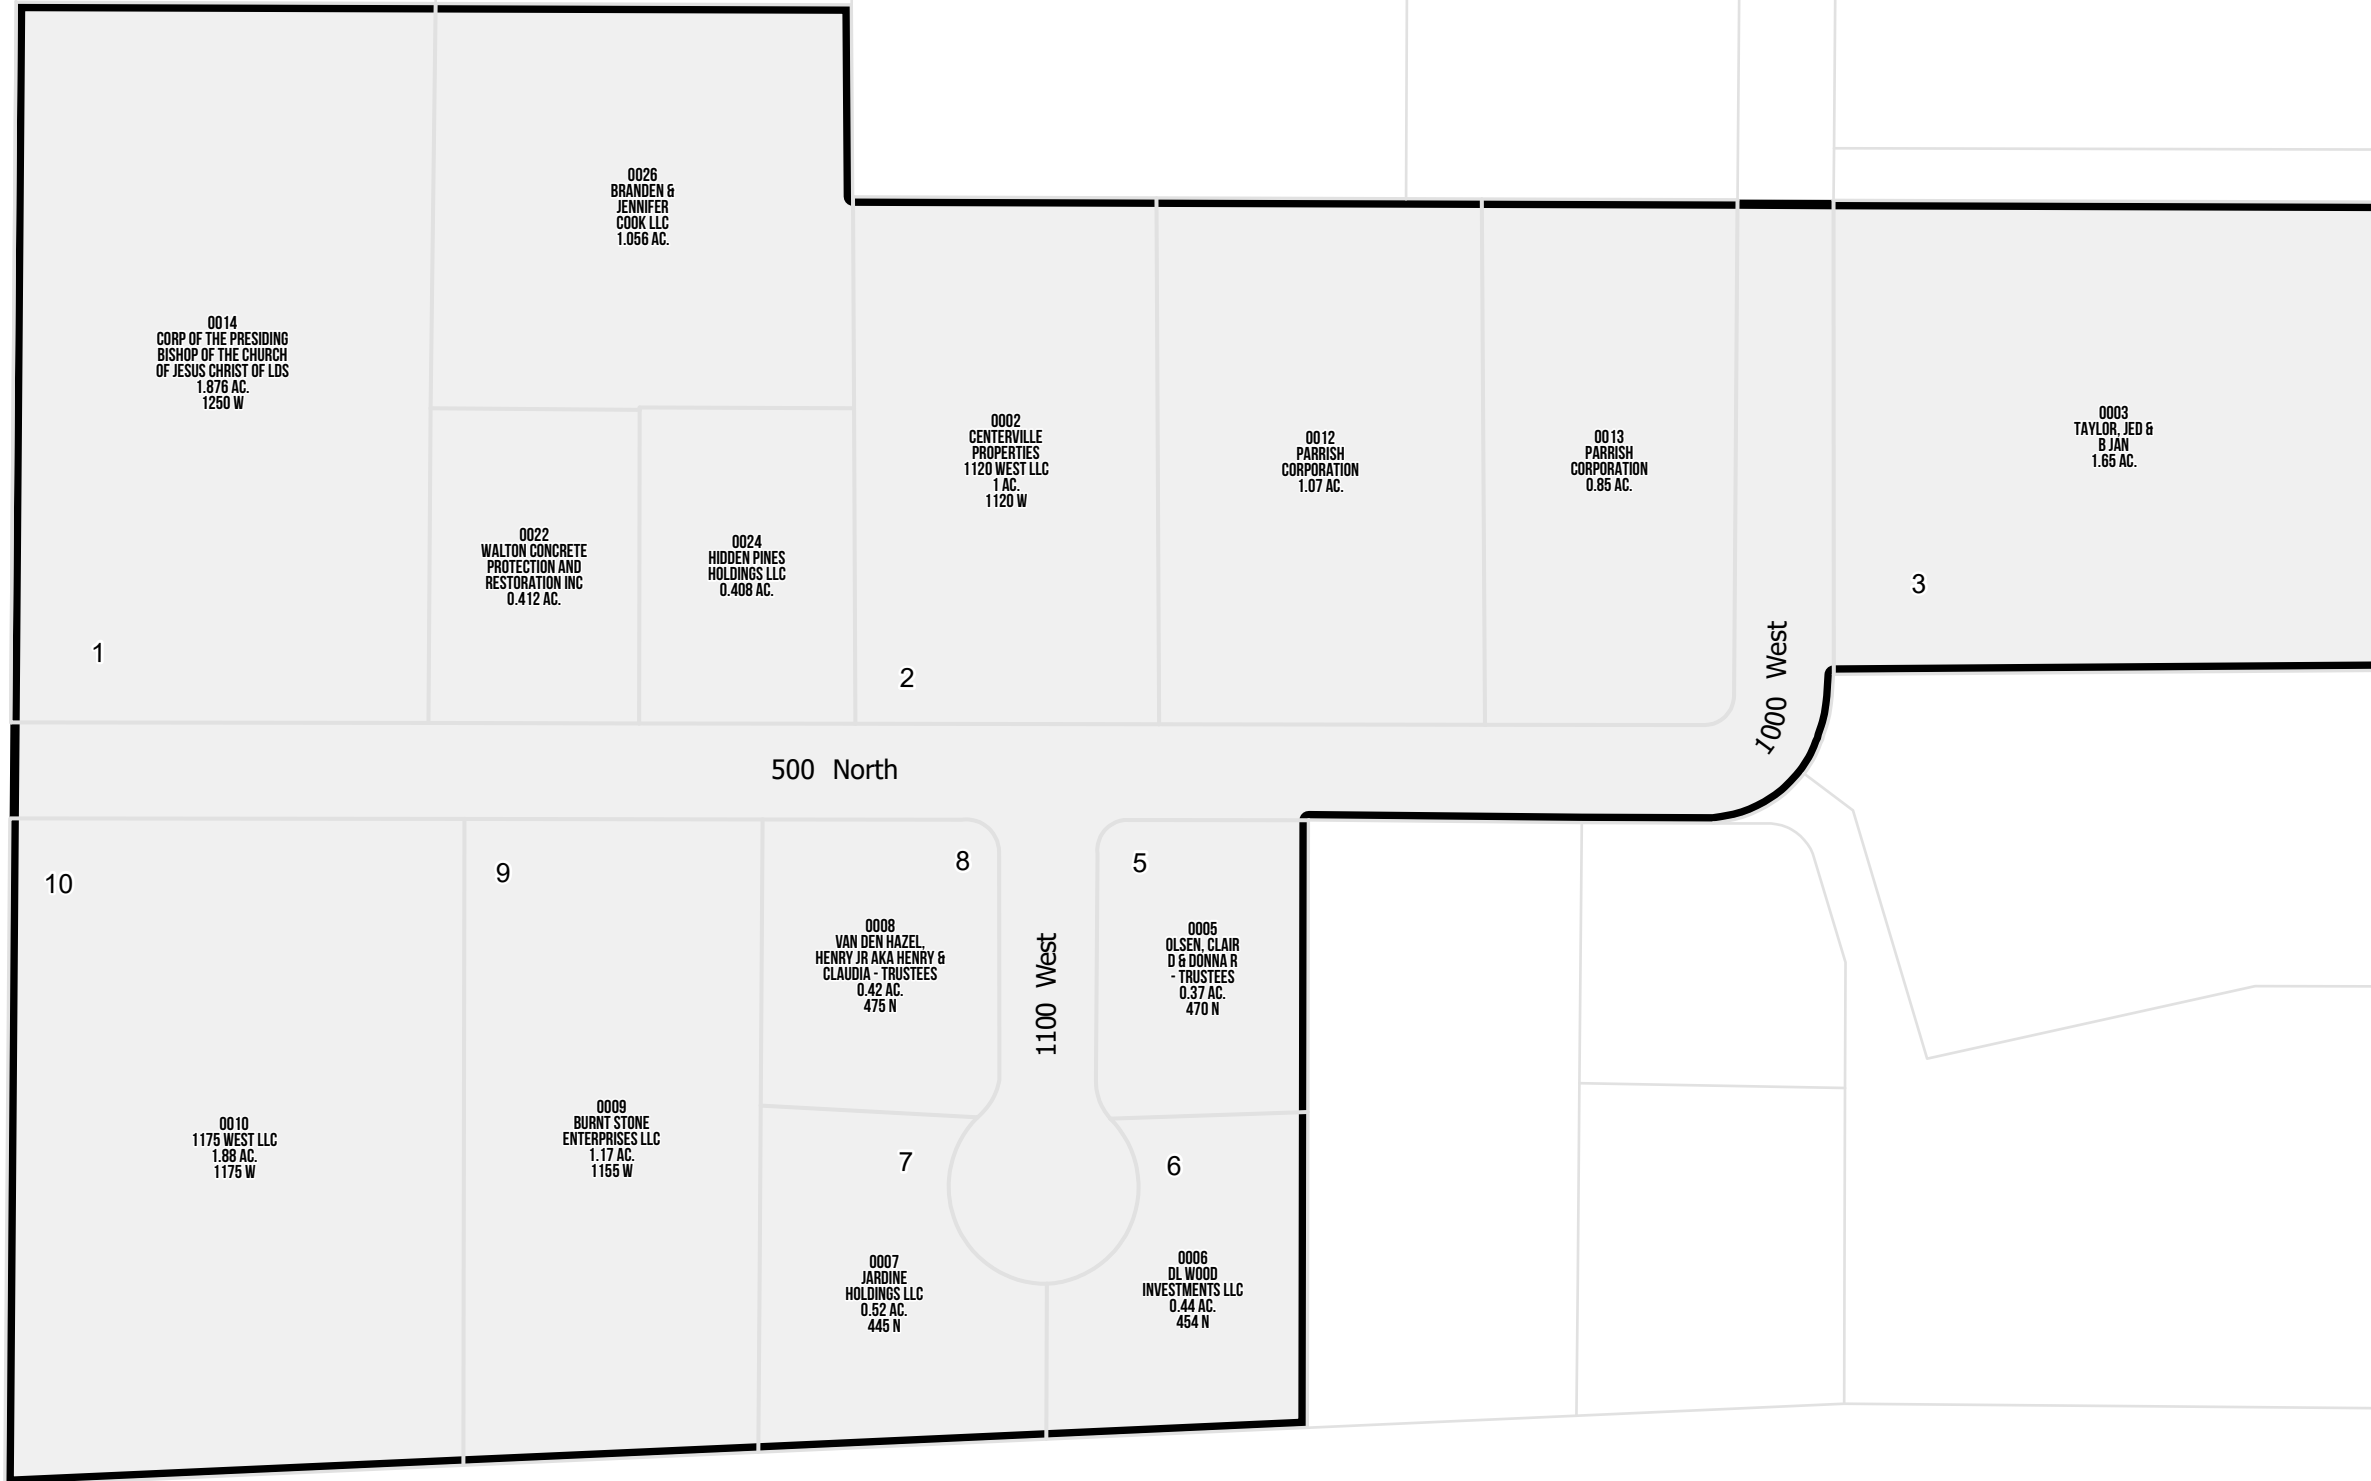 0026
BRANDEN &
JENNIFER
COOK LLC
1.056 AC.
0014
CORP OF THE PRESIDING
BISHOP OF THE CHURCH
OF JESUS CHRIST OF LDS
1.876 AC.
1250 W
0002
CENTERVILLE
PROPERTIES
1120 WEST LLC
1 AC.
1120 W
0012
PARRISH
CORPORATION
1.07 AC.
0013
PARRISH
CORPORATION
0.85 AC.
0003
TAYLOR, JED &
B JAN
1.65 AC.
0022
WALTON CONCRETE
PROTECTION AND
RESTORATION INC
0.412 AC.
0024
HIDDEN PINES
HOLDINGS LLC
0.408 AC.
3
1
2
1000 West
500 North
10
9
8
5
0008
VAN DEN HAZEL,
HENRY JR AKA HENRY &
CLAUDIA - TRUSTEES
0.42 AC.
475 N
1100 West
0005
OLSEN, CLAIR
D & DONNA R
- TRUSTEES
0.37 AC.
470 N
0010
1175 WEST LLC
1.88 AC.
1175 W
0009
BURNT STONE
ENTERPRISES LLC
1.17 AC.
1155 W
7
6
0007
JARDINE
HOLDINGS LLC
0.52 AC.
445 N
0006
DL WOOD
INVESTMENTS LLC
0.44 AC.
454 N